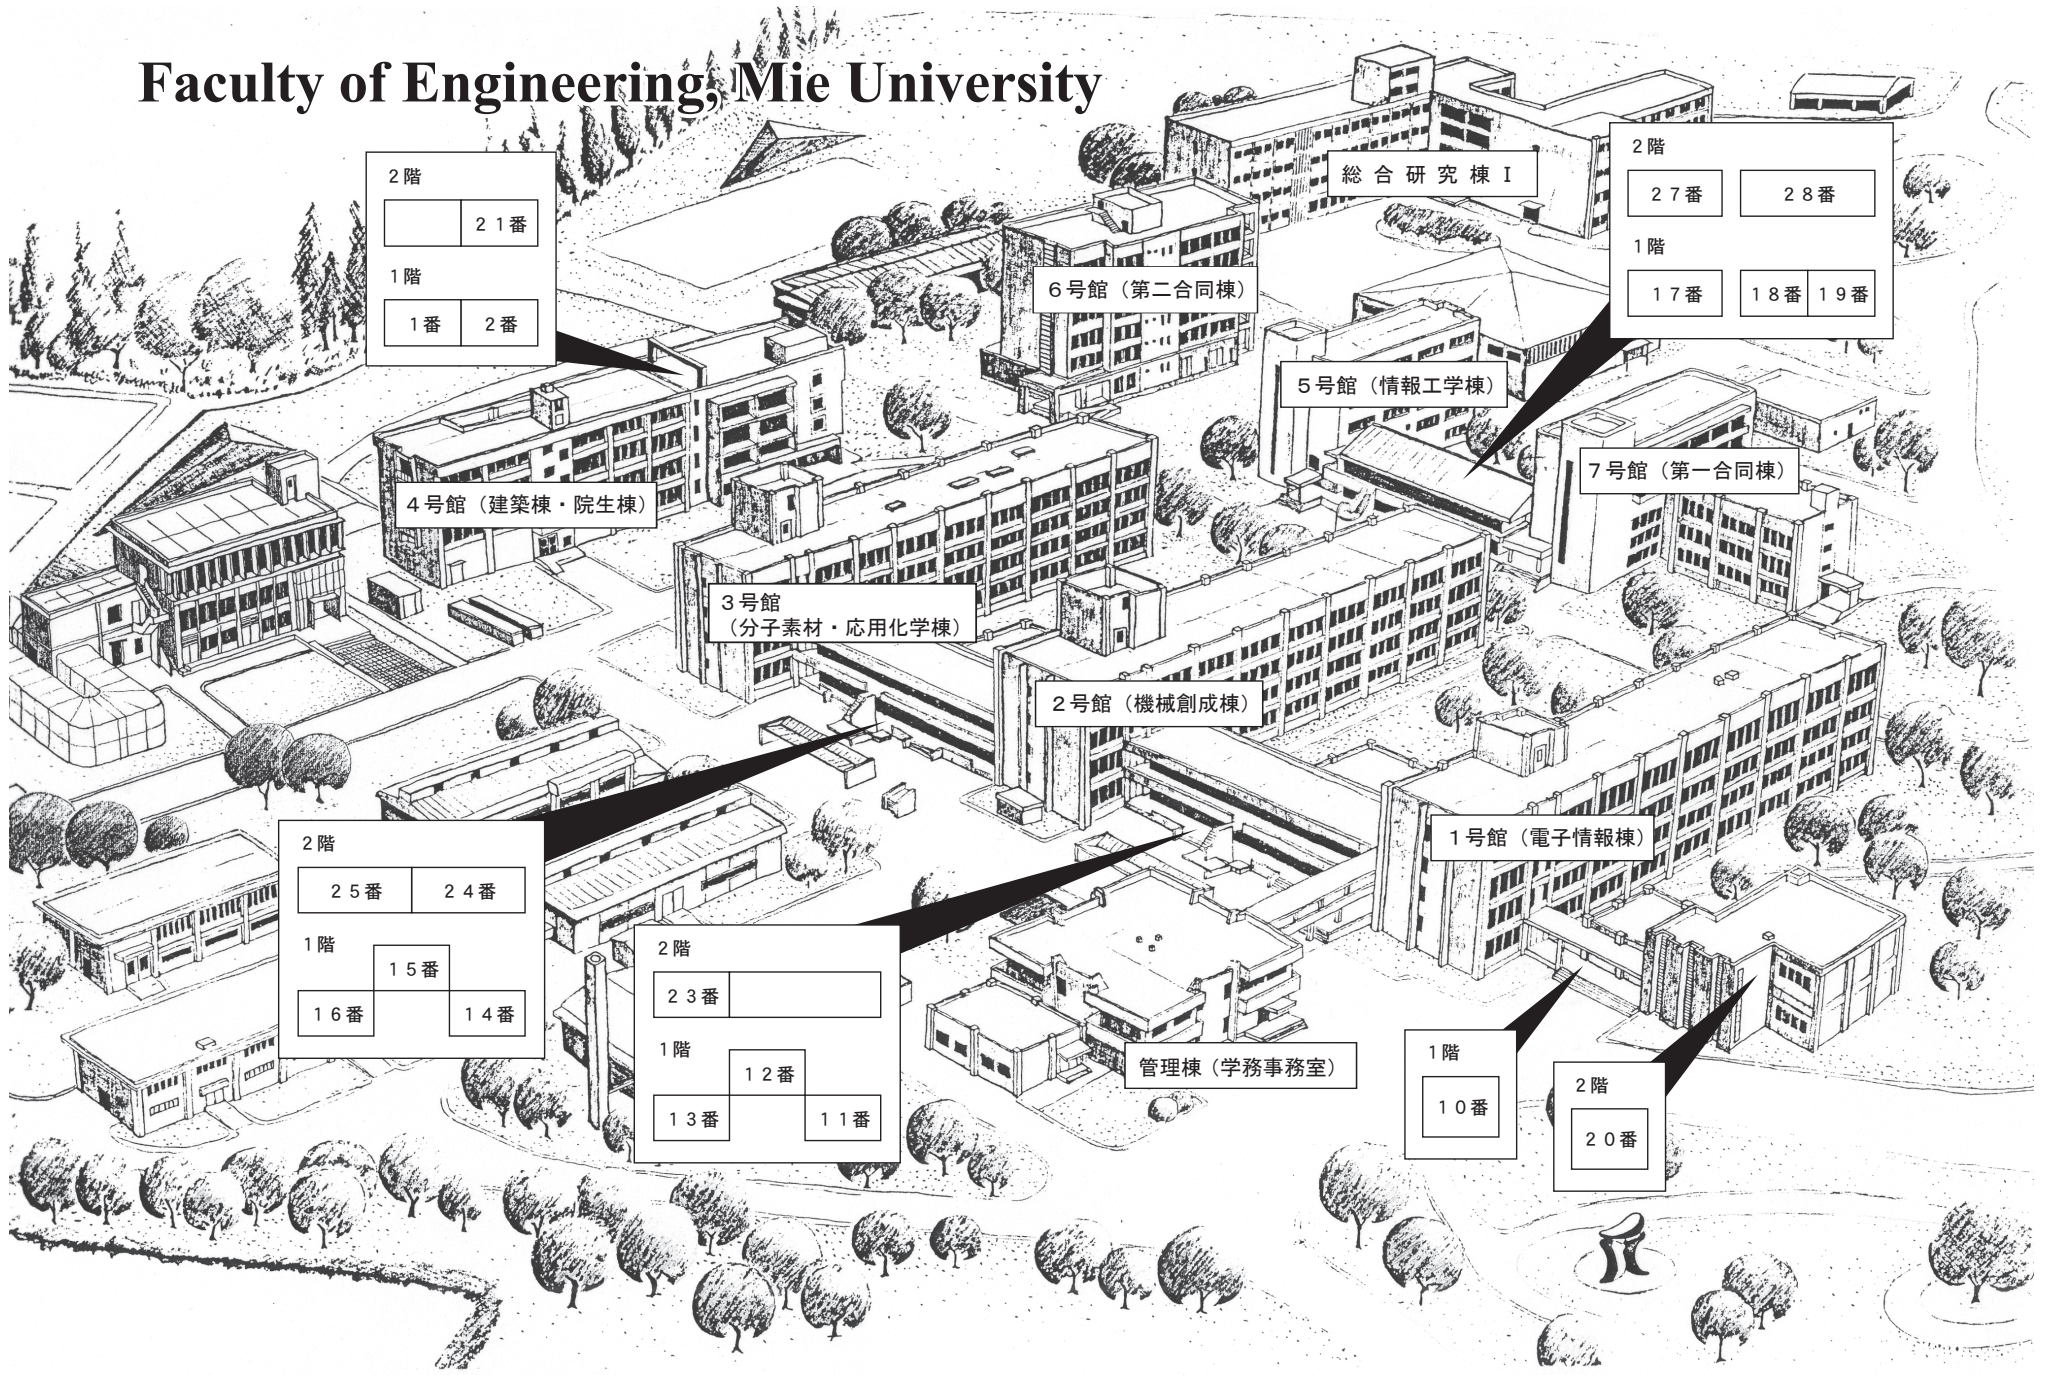 Faculty of Engineering, Mie University
総合研究棟Ⅰ
2階
27番 28番
1階
17番 18番 19番
2階
21番
1階
1番 2番
6号館（第二合同棟）
5号館（情報工学棟）
7号館（第一合同棟）
4号館（建築棟・院生棟）
3号館
（分子素材・応用化学棟）
2号館（機械創成棟）
1号館（電子情報棟）
2階
25番 24番
1階
15番
16番 14番
2階
23番
1階
12番
13番 11番
管理棟（学務事務室）
1階
10番
2階
20番